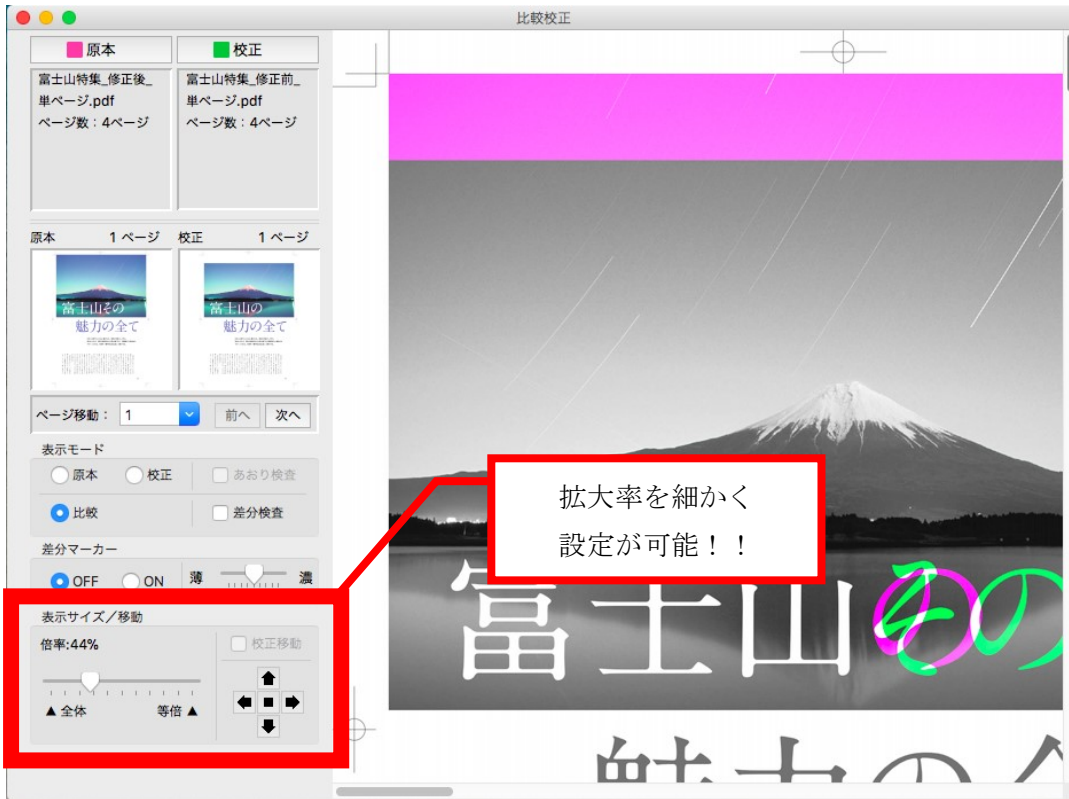 比較校正
原本
校正
富士山特集_修正後_
単ページ.pdf
ページ数：4ページ
富士山特集_修正前_
単ページ.pdf
ページ数：4ページ
原本 1 ページ
校正 1 ページ
富士山その
魅力の全て
富士山の
魅力の全て
ページ移動： 1 前へ 次へ
表示モード
原本 校正 あおり検査
比較 差分検査
差分マーカー
OFF ON 薄 濃
表示サイズ／移動
倍率:44% 校正移動
▲ 全体 等倍 ▲
拡大率を細かく
設定が可能！！
富士山その
魅力の全